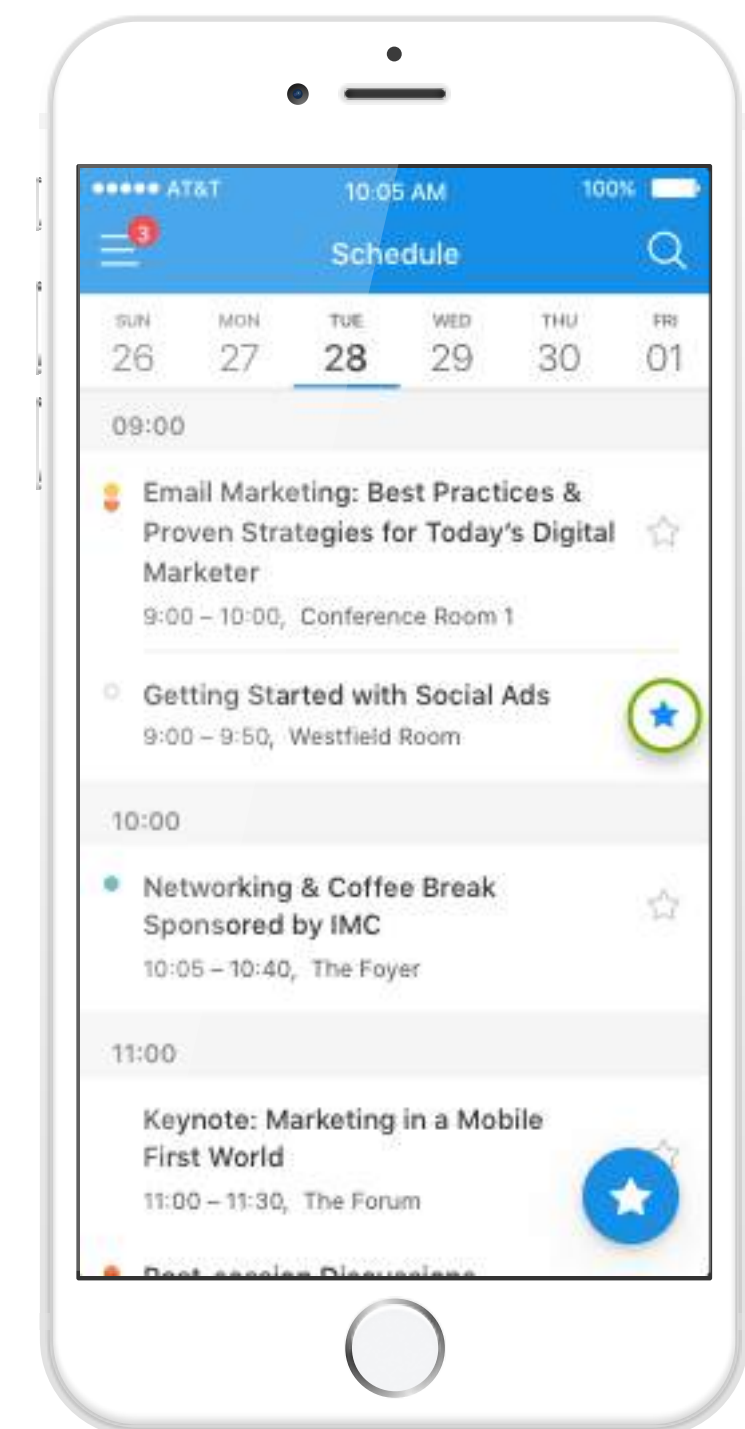 AT&T 10:05 AM 100%
3
Schedule
SUN MON TUE WED THU FRI
26 27 28 29 30 01
09:00
Email Marketing: Best Practices &
Proven Strategies for Today's Digital
Marketer
9:00 – 10:00, Conference Room 1
Getting Started with Social Ads
9:00 – 9:50, Westfield Room
10:00
Networking & Coffee Break
Sponsored by IMC
10:05 – 10:40, The Foyer
11:00
Keynote: Marketing in a Mobile
First World
11:00 – 11:30, The Forum